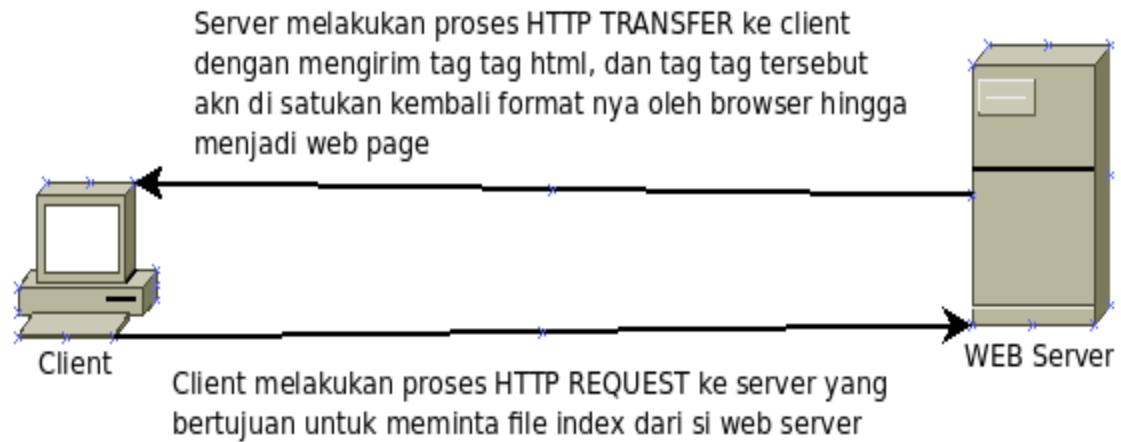 Server melakukan proses HTTP TRANSFER ke client
dengan mengirim tag tag html, dan tag tag tersebut
akn di satukan kembali format nya oleh browser hingga
menjadi web page
Client
WEB Server
Client melakukan proses HTTP REQUEST ke server yang
bertujuan untuk meminta file index dari si web server